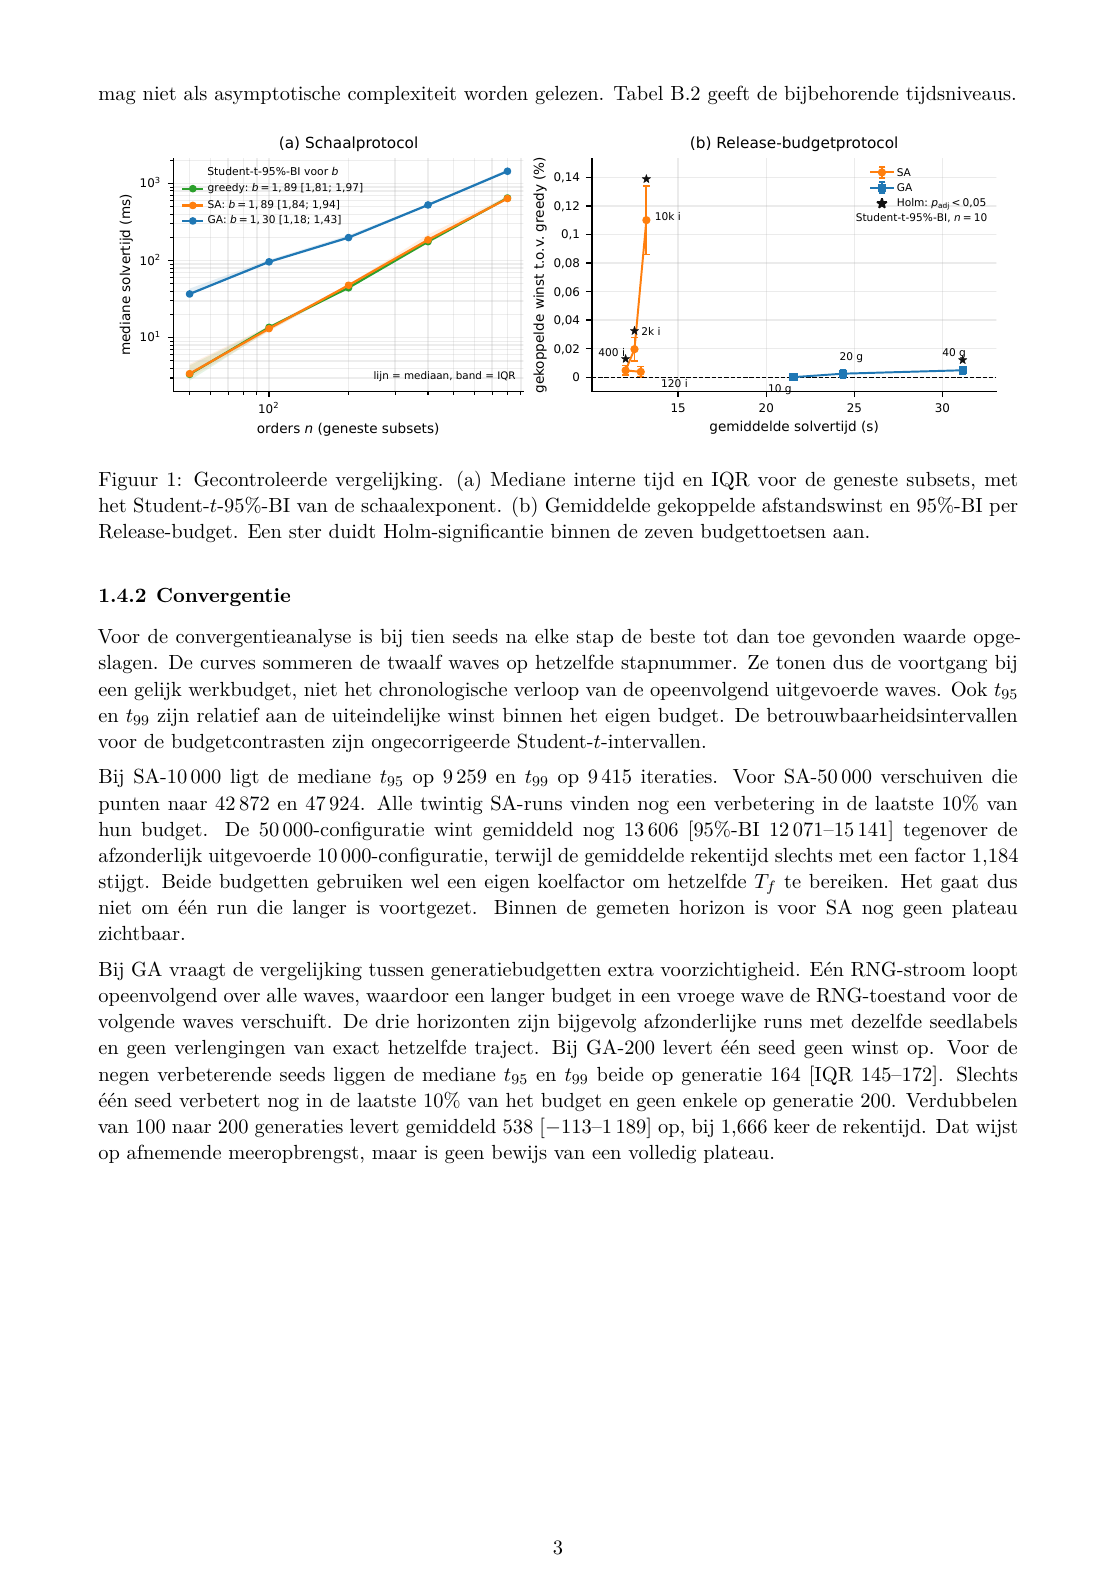 mag niet als asymptotische complexiteit worden gelezen. Tabel B.2 geeft de bijbehorende tijdsniveaus.
(a) Schaalprotocol
mediane solvertijd (ms)
10³
10²
10¹
Student-t-95%-BI voor b
greedy: b = 1, 89 [1,81; 1,97]
SA: b = 1, 89 [1,84; 1,94]
GA: b = 1, 30 [1,18; 1,43]
lijn = mediaan, band = IQR
10²
orders n (geneste subsets)
(b) Release-budgetprotocol
gekoppelde winst t.o.v. greedy (%)
0,14
0,12
0,1
0,08
0,06
0,04
0,02
0
SA
GA
Holm: p_adj < 0,05
Student-t-95%-BI, n = 10
10k i
2k i
400 i
120 i
10 g
20 g
40 g
15 20 25 30
gemiddelde solvertijd (s)
Figuur 1: Gecontroleerde vergelijking. (a) Mediane interne tijd en IQR voor de geneste subsets, met
het Student-t-95%-BI van de schaalexponent. (b) Gemiddelde gekoppelde afstandswinst en 95%-BI per
Release-budget. Een ster duidt Holm-significantie binnen de zeven budgettoetsen aan.
1.4.2 Convergentie
Voor de convergentieanalyse is bij tien seeds na elke stap de beste tot dan toe gevonden waarde opge-
slagen. De curves sommeren de twaalf waves op hetzelfde stapnummer. Ze tonen dus de voortgang bij
een gelijk werkbudget, niet het chronologische verloop van de opeenvolgend uitgevoerde waves. Ook t₉₅
en t₉₉ zijn relatief aan de uiteindelijke winst binnen het eigen budget. De betrouwbaarheidsintervallen
voor de budgetcontrasten zijn ongecorrigeerde Student-t-intervallen.
Bij SA-10 000 ligt de mediane t₉₅ op 9 259 en t₉₉ op 9 415 iteraties. Voor SA-50 000 verschuiven die
punten naar 42 872 en 47 924. Alle twintig SA-runs vinden nog een verbetering in de laatste 10% van
hun budget. De 50 000-configuratie wint gemiddeld nog 13 606 [95%-BI 12 071–15 141] tegenover de
afzonderlijk uitgevoerde 10 000-configuratie, terwijl de gemiddelde rekentijd slechts met een factor 1,184
stijgt. Beide budgetten gebruiken wel een eigen koelfactor om hetzelfde T_f te bereiken. Het gaat dus
niet om één run die langer is voortgezet. Binnen de gemeten horizon is voor SA nog geen plateau
zichtbaar.
Bij GA vraagt de vergelijking tussen generatiebudgetten extra voorzichtigheid. Eén RNG-stroom loopt
opeenvolgend over alle waves, waardoor een langer budget in een vroege wave de RNG-toestand voor de
volgende waves verschuift. De drie horizonten zijn bijgevolg afzonderlijke runs met dezelfde seedlabels
en geen verlengingen van exact hetzelfde traject. Bij GA-200 levert één seed geen winst op. Voor de
negen verbeterende seeds liggen de mediane t₉₅ en t₉₉ beide op generatie 164 [IQR 145–172]. Slechts
één seed verbetert nog in de laatste 10% van het budget en geen enkele op generatie 200. Verdubbelen
van 100 naar 200 generaties levert gemiddeld 538 [−113–1 189] op, bij 1,666 keer de rekentijd. Dat wijst
op afnemende meeropbrengst, maar is geen bewijs van een volledig plateau.
3